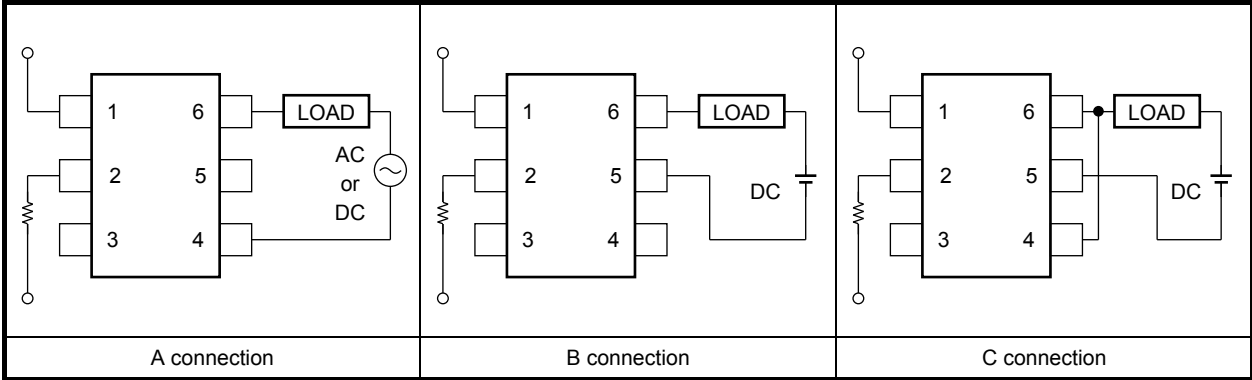 1 6 LOAD
2 5 AC
or
DC
3 4
A connection
1 6 LOAD
2 5 DC
3 4
B connection
1 6 LOAD
2 5 DC
3 4
C connection